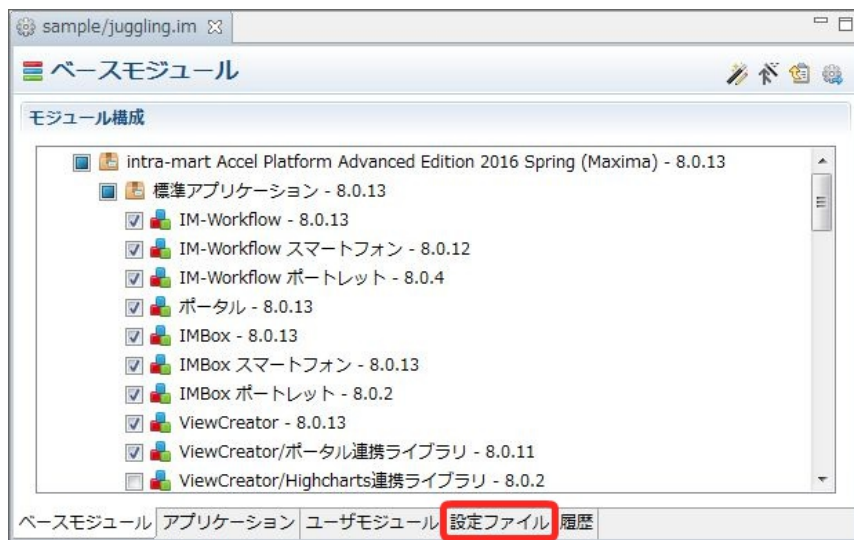 sample/juggling.im
ベースモジュール
モジュール構成
intra-mart Accel Platform Advanced Edition 2016 Spring (Maxima) - 8.0.13
標準アプリケーション - 8.0.13
IM-Workflow - 8.0.13
IM-Workflow スマートフォン - 8.0.12
IM-Workflow ポートレット - 8.0.4
ポータル - 8.0.13
IMBox - 8.0.13
IMBox スマートフォン - 8.0.13
IMBox ポートレット - 8.0.2
ViewCreator - 8.0.13
ViewCreator/ポータル連携ライブラリ - 8.0.11
ViewCreator/Highcharts連携ライブラリ - 8.0.2
ベースモジュール アプリケーション ユーザモジュール 設定ファイル 履歴